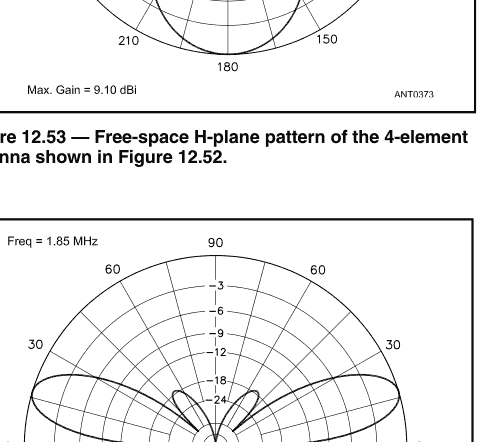 210
150
180
Max. Gain = 9.10 dBi
ANT0373
re 12.53 — Free-space H-plane pattern of the 4-element
nna shown in Figure 12.52.
Freq = 1.85 MHz
90
60
60
−3
−6
−9
30
30
−12
−18
−24